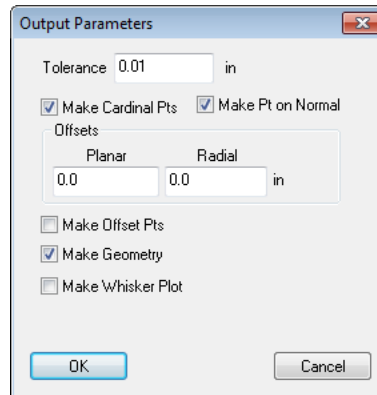 Output Parameters
Tolerance 0.01 in
Make Cardinal Pts Make Pt on Normal
Offsets
Planar Radial
0.0 0.0 in
Make Offset Pts
Make Geometry
Make Whisker Plot
OK Cancel